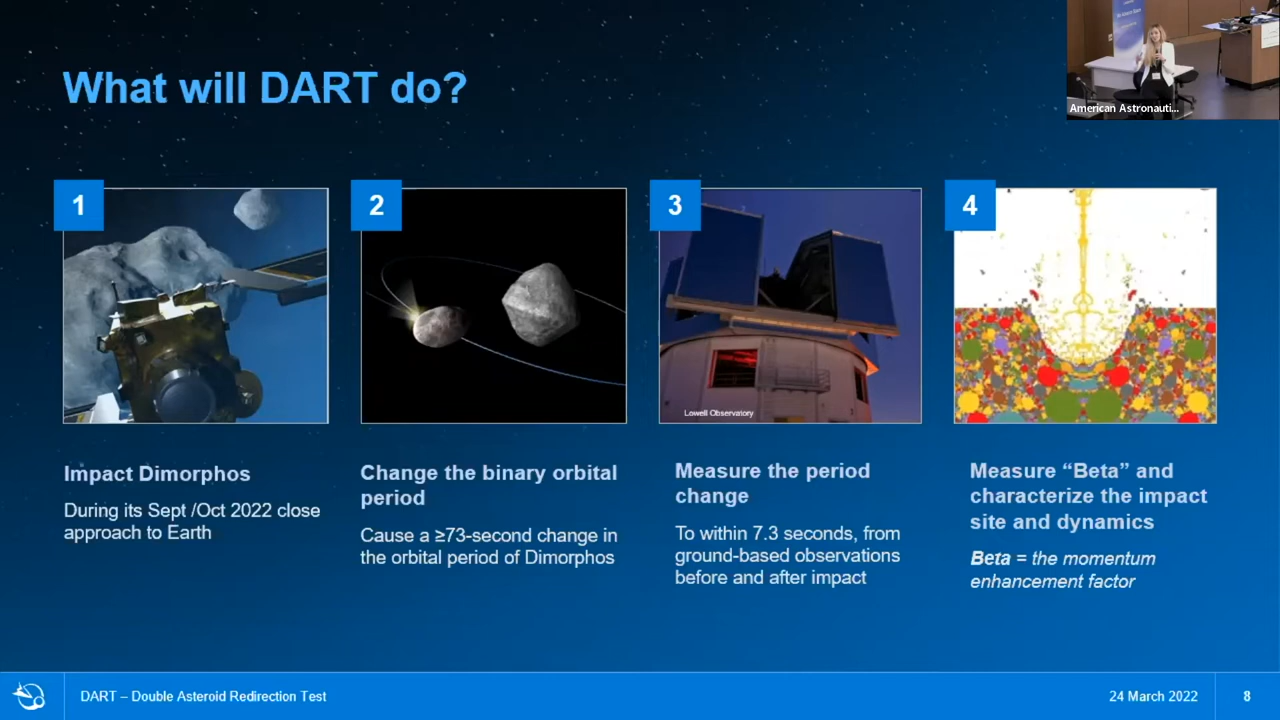 What will DART do?
American Astronauti...
1
2
3
4
Lowell Observatory
Impact Dimorphos
During its Sept /Oct 2022 close
approach to Earth
Change the binary orbital
period
Cause a ≥73-second change in
the orbital period of Dimorphos
Measure the period
change
To within 7.3 seconds, from
ground-based observations
before and after impact
Measure “Beta” and
characterize the impact
site and dynamics
Beta = the momentum
enhancement factor
DART – Double Asteroid Redirection Test
24 March 2022
8